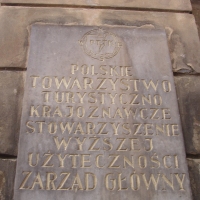 POLSKIE
TOWARZYSTWO
TURYSTYCZNO
KRAJOZNAWCZE
STOWARZYSZENIE
WYŻSZEJ
UŻYTECZNOŚCI
ZARZĄD GŁÓWNY